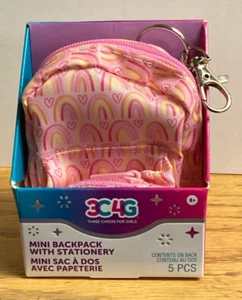 3C4G
THREE CHEERS FOR GIRLS
8+
MINI BACKPACK
WITH STATIONERY
MINI SAC À DOS
AVEC PAPETERIE
CONTENTS ON BACK
CONTENU AU DOS
5 PCS